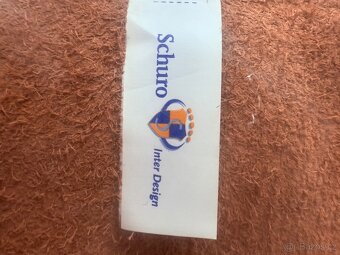 Schuro
Inter Design